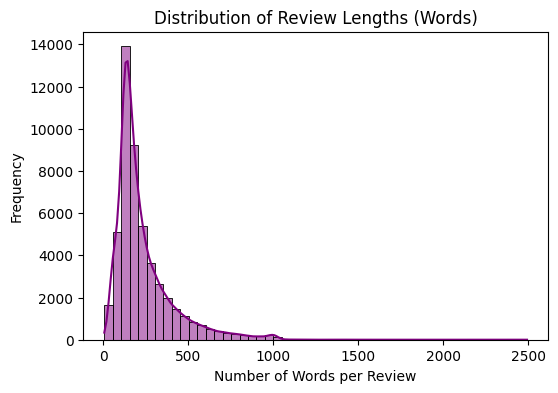 Distribution of Review Lengths (Words)
14000
12000
10000
8000
6000
4000
2000
0
Frequency
0 500 1000 1500 2000 2500
Number of Words per Review